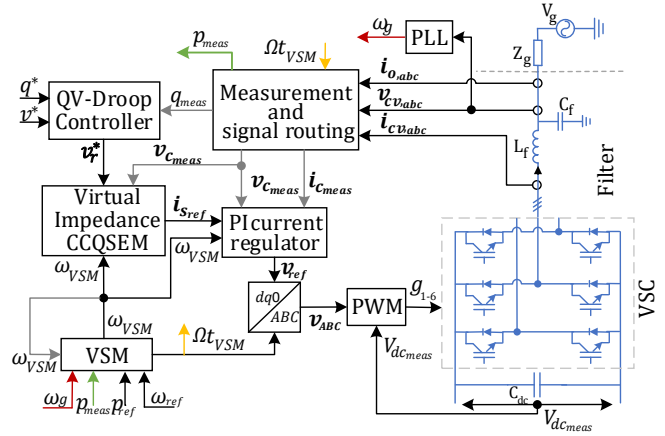 V_g
ω_g
PLL
p_meas
Ωt_VSM
Z_g
i_o,abc
q*
v*
QV-Droop
Controller
q_meas
Measurement
and
signal routing
v_cv,abc
i_cv,abc
C_f
L_f
Filter
v_r*
v_c_meas
v_c_meas
i_c_meas
Virtual
Impedance
CCQSEM
i_s_ref
ω_VSM
PI current
regulator
ω_VSM
v_ref
dq0
ABC
v_ABC
PWM
g_1-6
VSC
ω_VSM
ω_VSM
VSM
Ωt_VSM
V_dc_meas
ω_g
p_meas
p_ref
ω_ref
C_dc
V_dc_meas